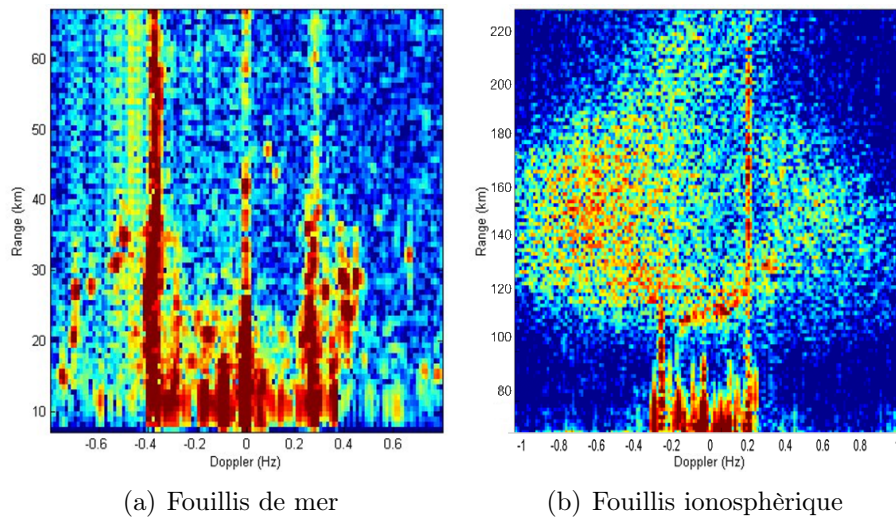 60
50
40
30
20
10
Range (km)
-0.6 -0.4 -0.2 0 0.2 0.4 0.6
Doppler (Hz)
(a) Fouillis de mer
220
200
180
160
140
120
100
80
Range (km)
-1 -0.8 -0.6 -0.4 -0.2 0 0.2 0.4 0.6 0.8
Doppler (Hz)
(b) Fouillis ionosphèrique